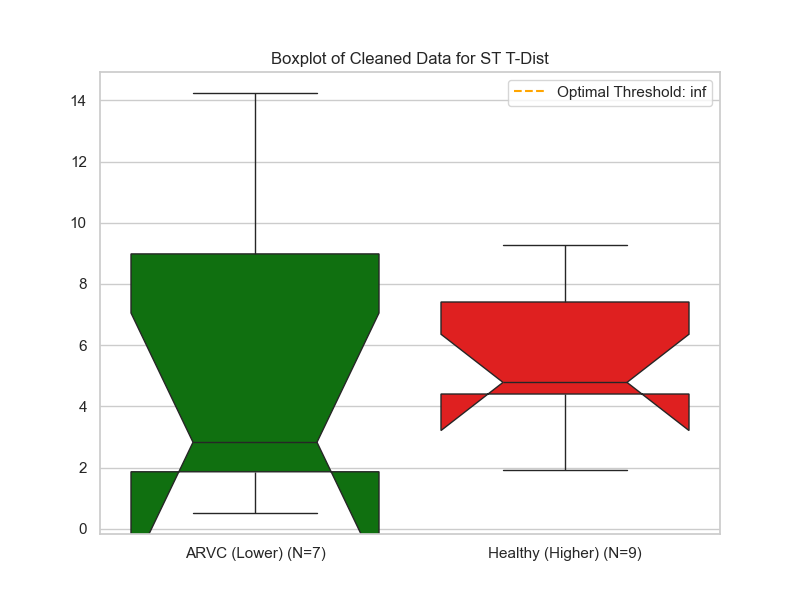 Boxplot of Cleaned Data for ST T-Dist
Optimal Threshold: inf
14
12
10
8
6
4
2
0
ARVC (Lower) (N=7)
Healthy (Higher) (N=9)